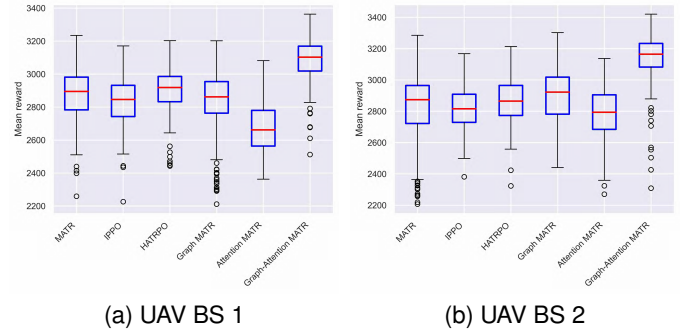 3400
3200
3000
2800
2600
2400
2200
Mean reward
MATR
IPPO
HATRPO
Graph MATR
Attention MATR
Graph-Attention MATR
(a) UAV BS 1
3400
3200
3000
2800
2600
2400
2200
Mean reward
MATR
IPPO
HATRPO
Graph MATR
Attention MATR
Graph-Attention MATR
(b) UAV BS 2